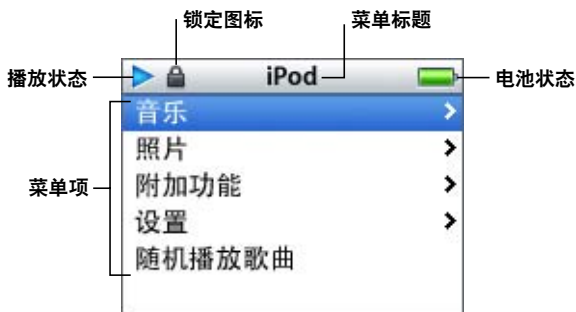 锁定图标
菜单标题
播放状态
iPod
电池状态
音乐
照片
菜单项
附加功能
设置
随机播放歌曲